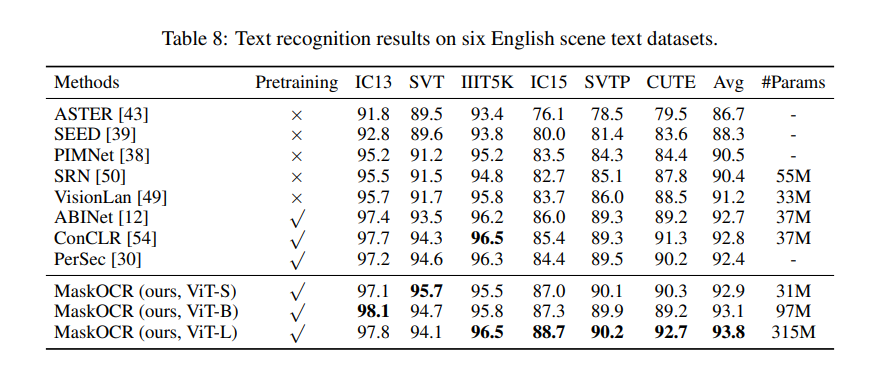 Table 8: Text recognition results on six English scene text datasets.
Methods Pretraining IC13 SVT IIIT5K IC15 SVTP CUTE Avg #Params
ASTER [43] × 91.8 89.5 93.4 76.1 78.5 79.5 86.7 -
SEED [39] × 92.8 89.6 93.8 80.0 81.4 83.6 88.3 -
PIMNet [38] × 95.2 91.2 95.2 83.5 84.3 84.4 90.5 -
SRN [50] × 95.5 91.5 94.8 82.7 85.1 87.8 90.4 55M
VisionLan [49] × 95.7 91.7 95.8 83.7 86.0 88.5 91.2 33M
ABINet [12] √ 97.4 93.5 96.2 86.0 89.3 89.2 92.7 37M
ConCLR [54] √ 97.7 94.3 96.5 85.4 89.3 91.3 92.8 37M
PerSec [30] √ 97.2 94.6 96.3 84.4 89.5 90.2 92.4 -
MaskOCR (ours, ViT-S) √ 97.1 95.7 95.5 87.0 90.1 90.3 92.9 31M
MaskOCR (ours, ViT-B) √ 98.1 94.7 95.8 87.3 89.9 89.2 93.1 97M
MaskOCR (ours, ViT-L) √ 97.8 94.1 96.5 88.7 90.2 92.7 93.8 315M